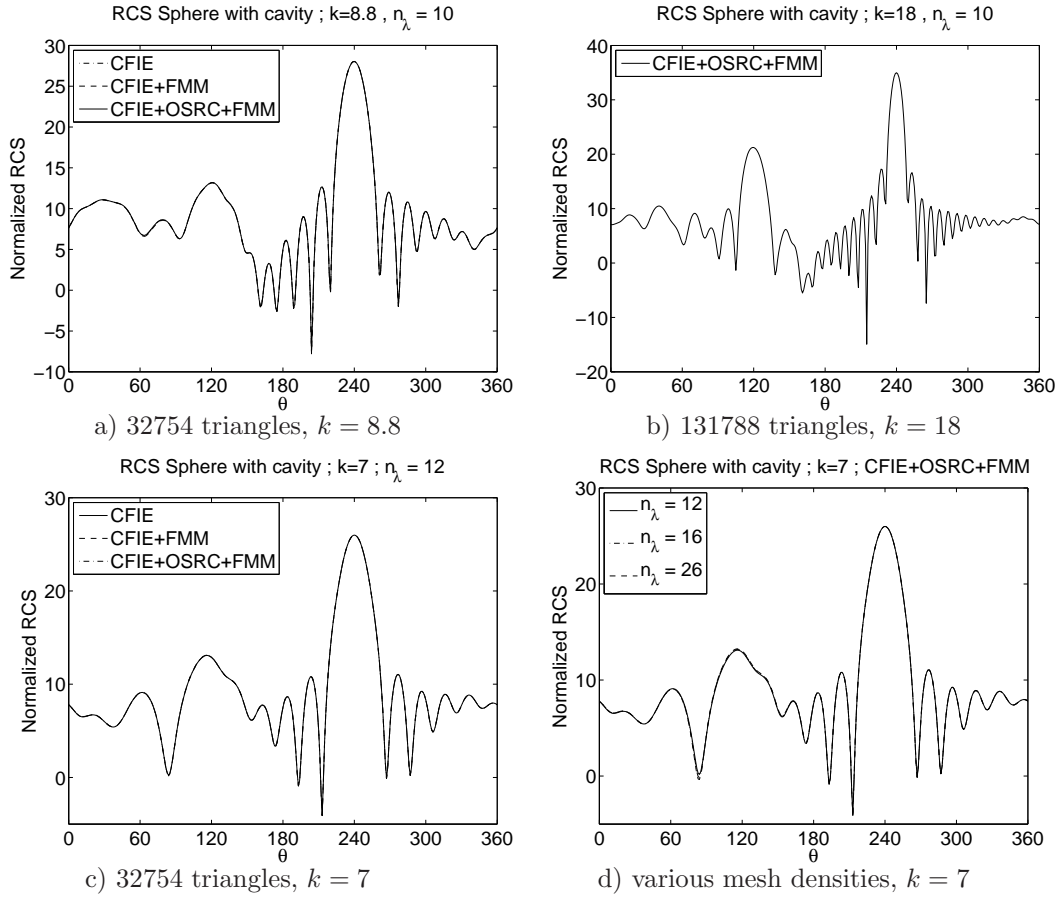 RCS Sphere with cavity ; k=8.8 , n_λ = 10
CFIE
CFIE+FMM
CFIE+OSRC+FMM
Normalized RCS
30
25
20
15
10
5
0
−5
−10
0 60 120 180 240 300 360
θ
a) 32754 triangles, k = 8.8
RCS Sphere with cavity ; k=18 , n_λ = 10
CFIE+OSRC+FMM
Normalized RCS
40
30
20
10
0
−10
−20
0 60 120 180 240 300 360
θ
b) 131788 triangles, k = 18
RCS Sphere with cavity ; k=7 ; n_λ = 12
CFIE
CFIE+FMM
CFIE+OSRC+FMM
Normalized RCS
30
20
10
0
0 60 120 180 240 300 360
θ
c) 32754 triangles, k = 7
RCS Sphere with cavity ; k=7 ; CFIE+OSRC+FMM
n_λ = 12
n_λ = 16
n_λ = 26
Normalized RCS
30
20
10
0
0 60 120 180 240 300 360
θ
d) various mesh densities, k = 7